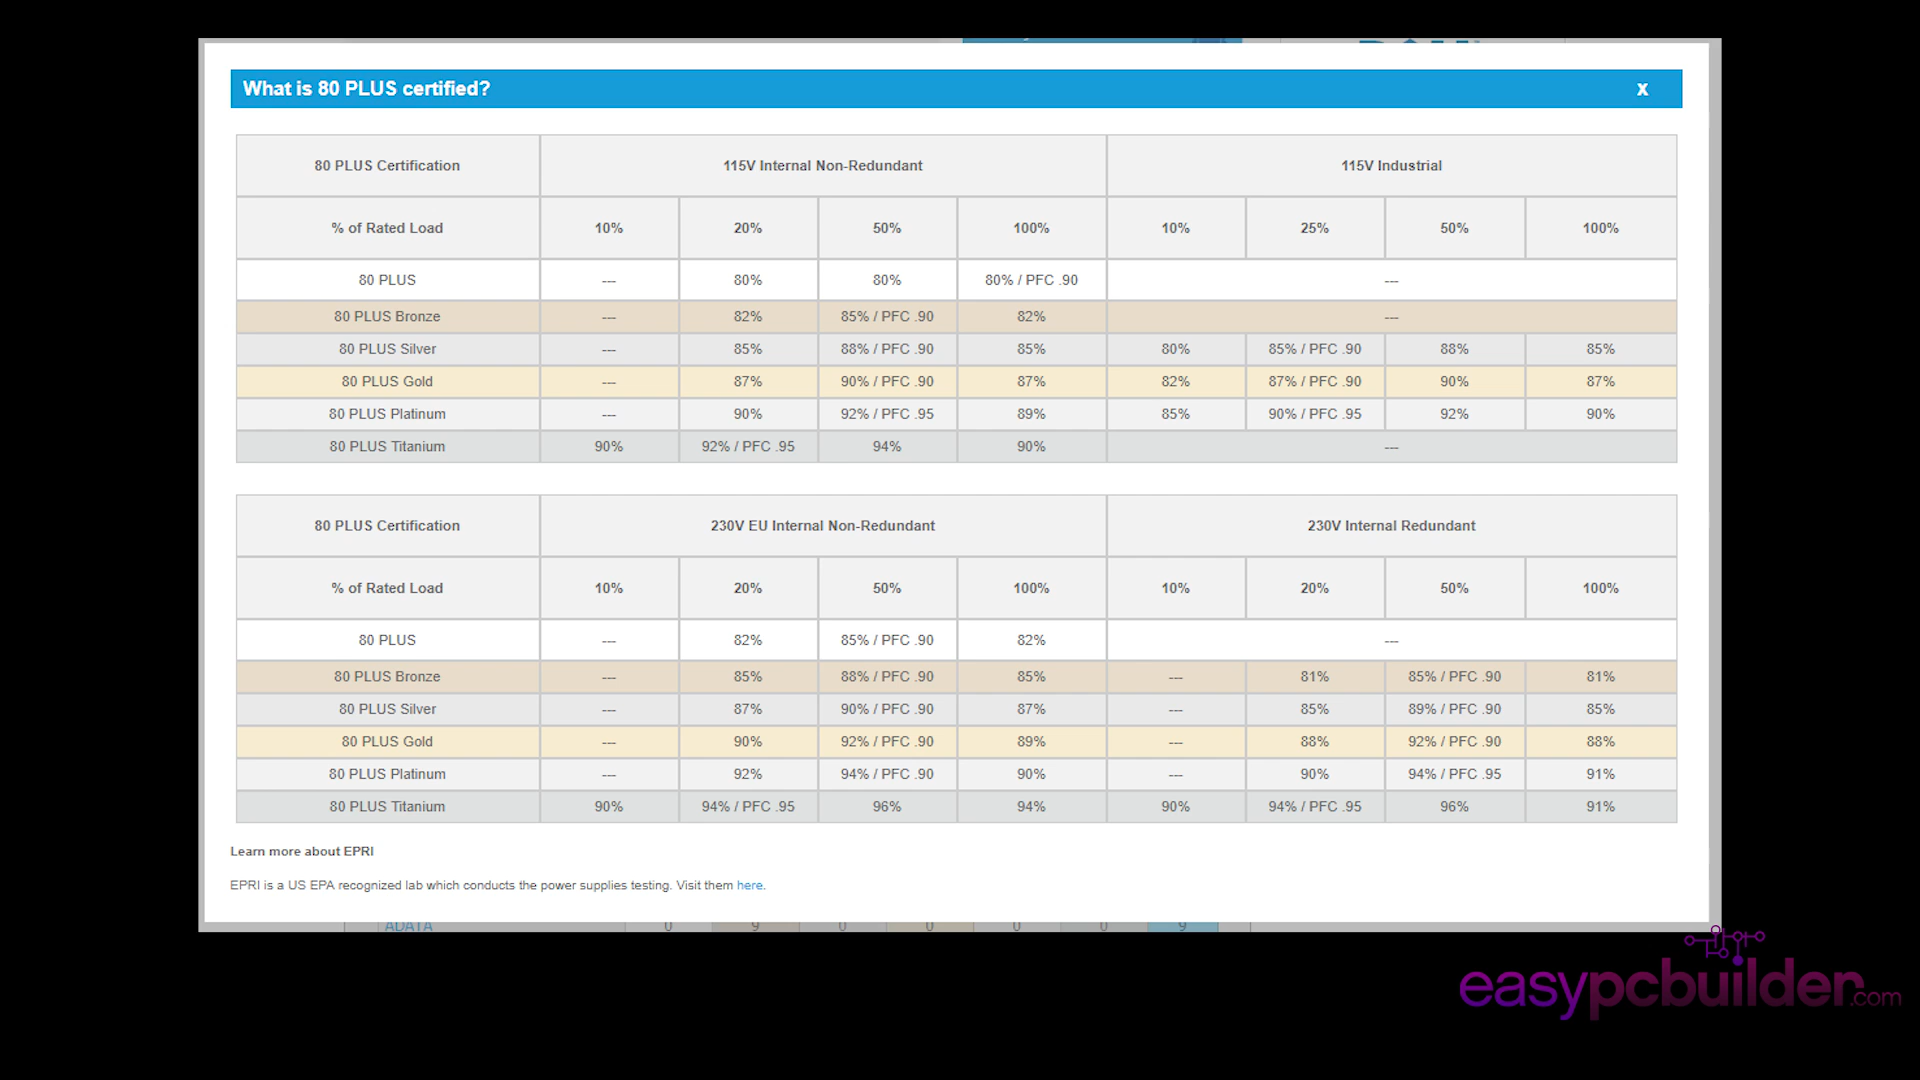 What is 80 PLUS certified? x
80 PLUS Certification 115V Internal Non-Redundant 115V Industrial
% of Rated Load 10% 20% 50% 100% 10% 25% 50% 100%
80 PLUS --- 80% 80% 80% / PFC .90 ---
80 PLUS Bronze --- 82% 85% / PFC .90 82% ---
80 PLUS Silver --- 85% 88% / PFC .90 85% 80% 85% / PFC .90 88% 85%
80 PLUS Gold --- 87% 90% / PFC .90 87% 82% 87% / PFC .90 90% 87%
80 PLUS Platinum --- 90% 92% / PFC .95 89% 85% 90% / PFC .95 92% 90%
80 PLUS Titanium 90% 92% / PFC .95 94% 90% ---
80 PLUS Certification 230V EU Internal Non-Redundant 230V Internal Redundant
% of Rated Load 10% 20% 50% 100% 10% 20% 50% 100%
80 PLUS --- 82% 85% / PFC .90 82% ---
80 PLUS Bronze --- 85% 88% / PFC .90 85% --- 81% 85% / PFC .90 81%
80 PLUS Silver --- 87% 90% / PFC .90 87% --- 85% 89% / PFC .90 85%
80 PLUS Gold --- 90% 92% / PFC .90 89% --- 88% 92% / PFC .90 88%
80 PLUS Platinum --- 92% 94% / PFC .90 90% --- 90% 94% / PFC .95 91%
80 PLUS Titanium 90% 94% / PFC .95 96% 94% 90% 94% / PFC .95 96% 91%
Learn more about EPRI
EPRI is a US EPA recognized lab which conducts the power supplies testing. Visit them here.
ADATA 0 9 0 0 0 0 9
easypcbuilder.com